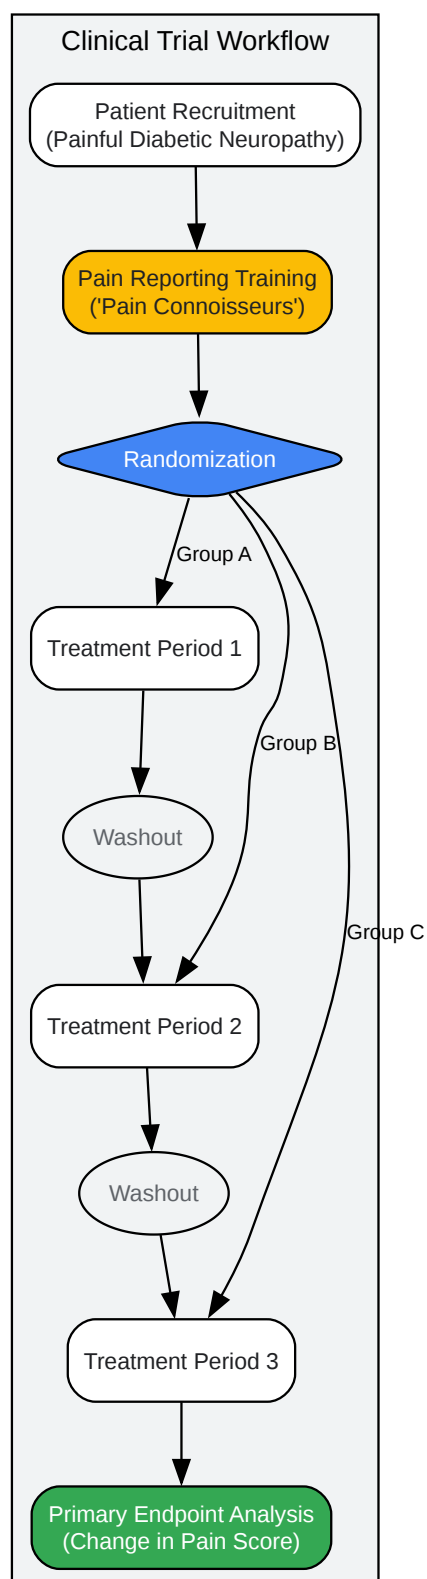 Clinical Trial Workflow
Patient Recruitment
(Painful Diabetic Neuropathy)
Pain Reporting Training
('Pain Connoisseurs')
Randomization
Group A
Treatment Period 1
Group B
Washout
Group C
Treatment Period 2
Washout
Treatment Period 3
Primary Endpoint Analysis
(Change in Pain Score)